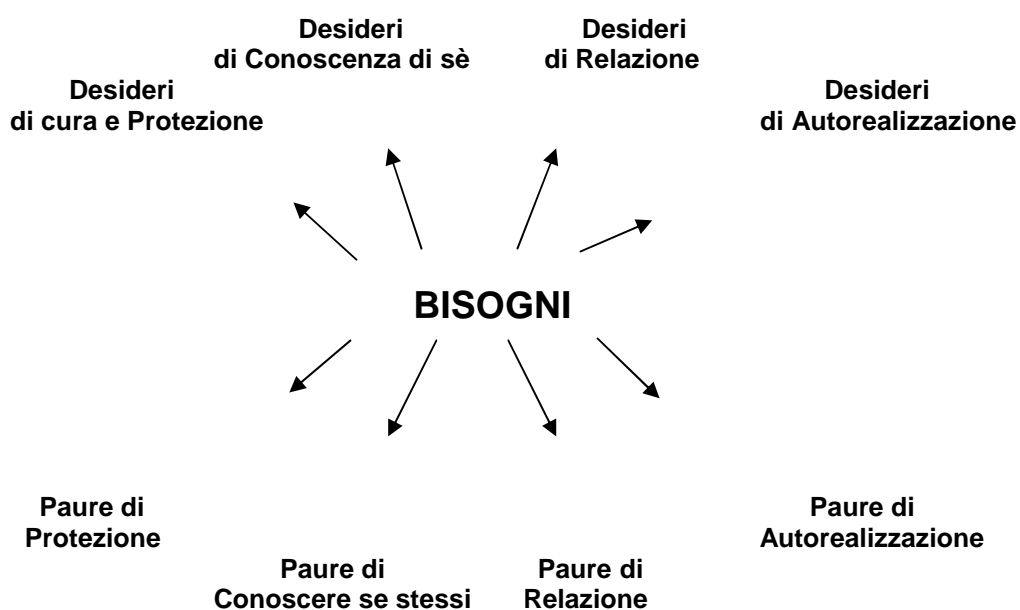 Desideri
di Conoscenza di sè
Desideri
di Relazione
Desideri
di cura e Protezione
Desideri
di Autorealizzazione
BISOGNI
Paure di
Protezione
Paure di
Autorealizzazione
Paure di
Conoscere se stessi
Paure di
Relazione